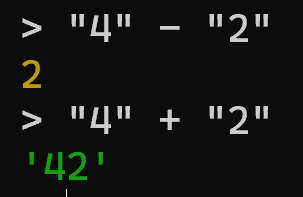 > "4" - "2"
2
> "4" + "2"
'42'